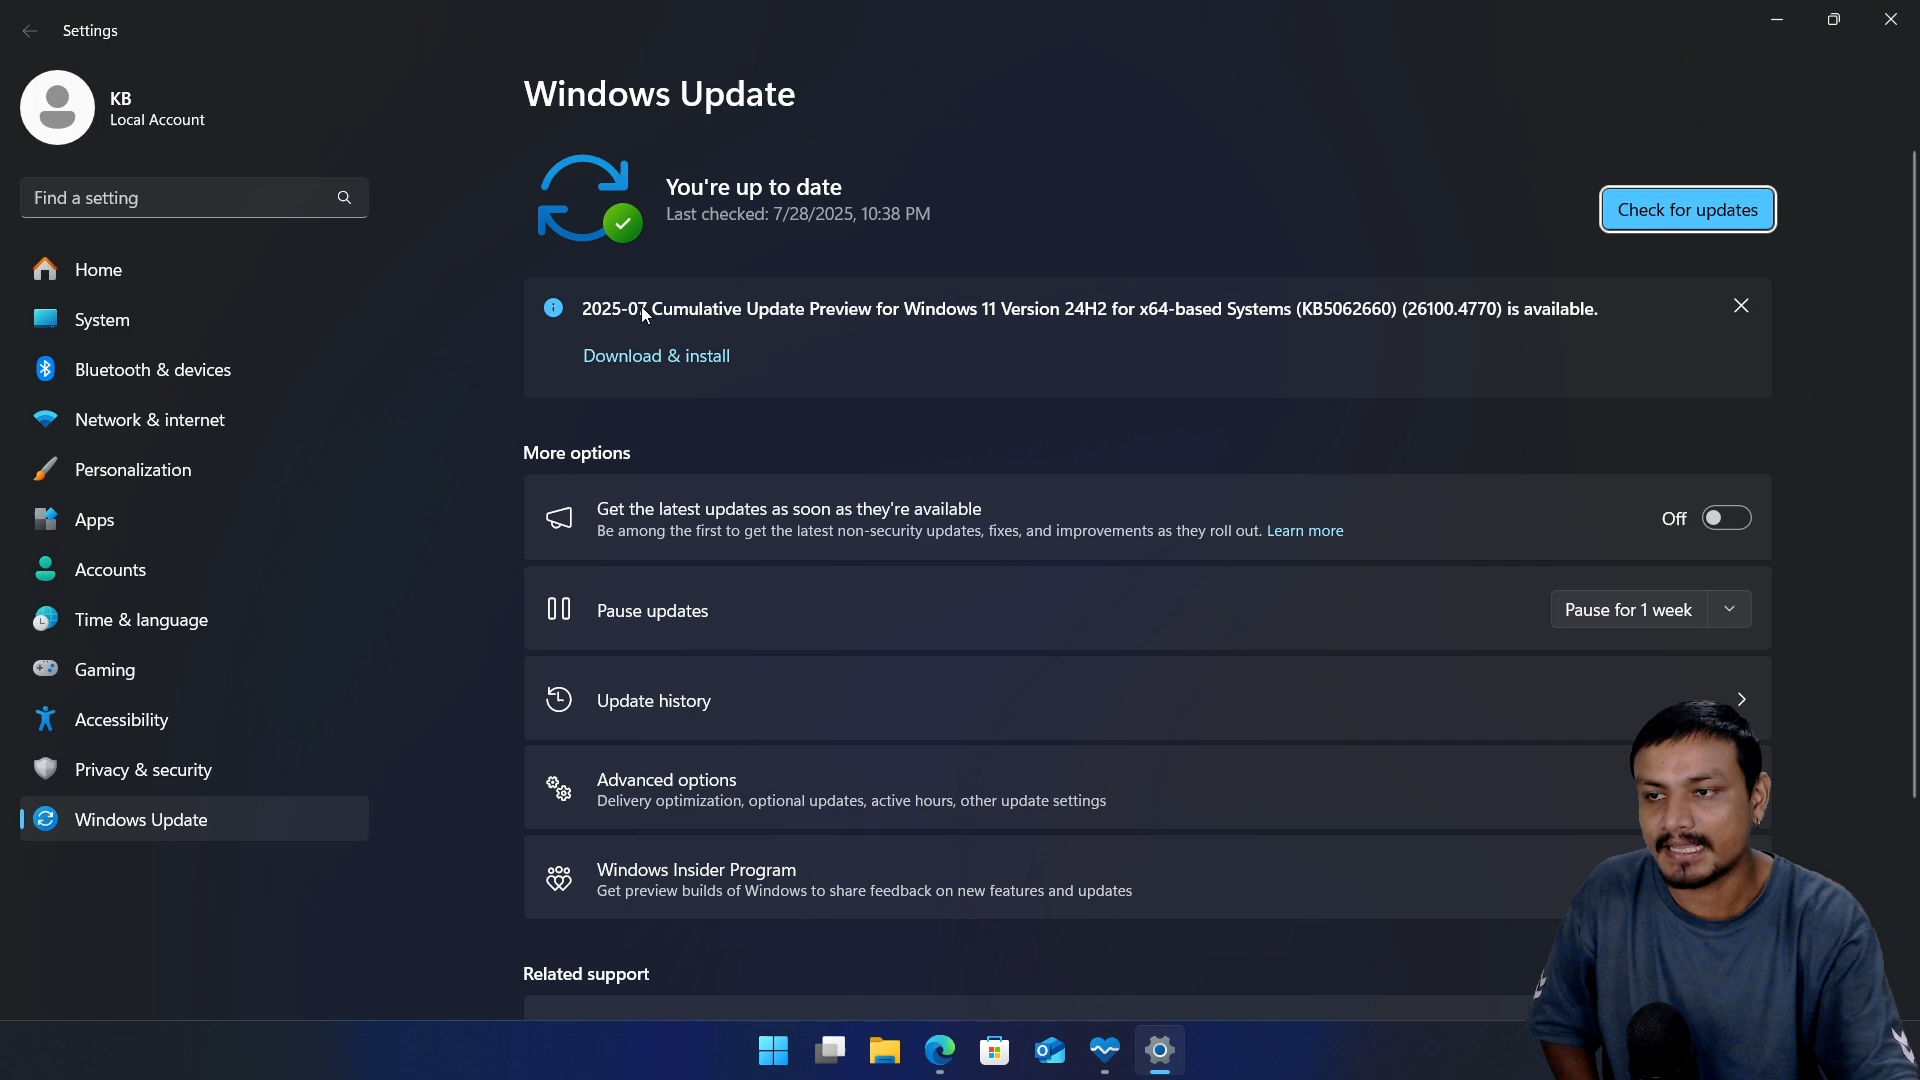 Settings
KB
Local Account
Find a setting
Home
System
Bluetooth & devices
Network & internet
Personalization
Apps
Accounts
Time & language
Gaming
Accessibility
Privacy & security
Windows Update
Windows Update
You're up to date
Last checked: 7/28/2025, 10:38 PM
Check for updates
2025-07 Cumulative Update Preview for Windows 11 Version 24H2 for x64-based Systems (KB5062660) (26100.4770) is available.
Download & install
More options
Get the latest updates as soon as they're available
Be among the first to get the latest non-security updates, fixes, and improvements as they roll out. Learn more
Off
Pause updates
Pause for 1 week
Update history
Advanced options
Delivery optimization, optional updates, active hours, other update settings
Windows Insider Program
Get preview builds of Windows to share feedback on new features and updates
Related support